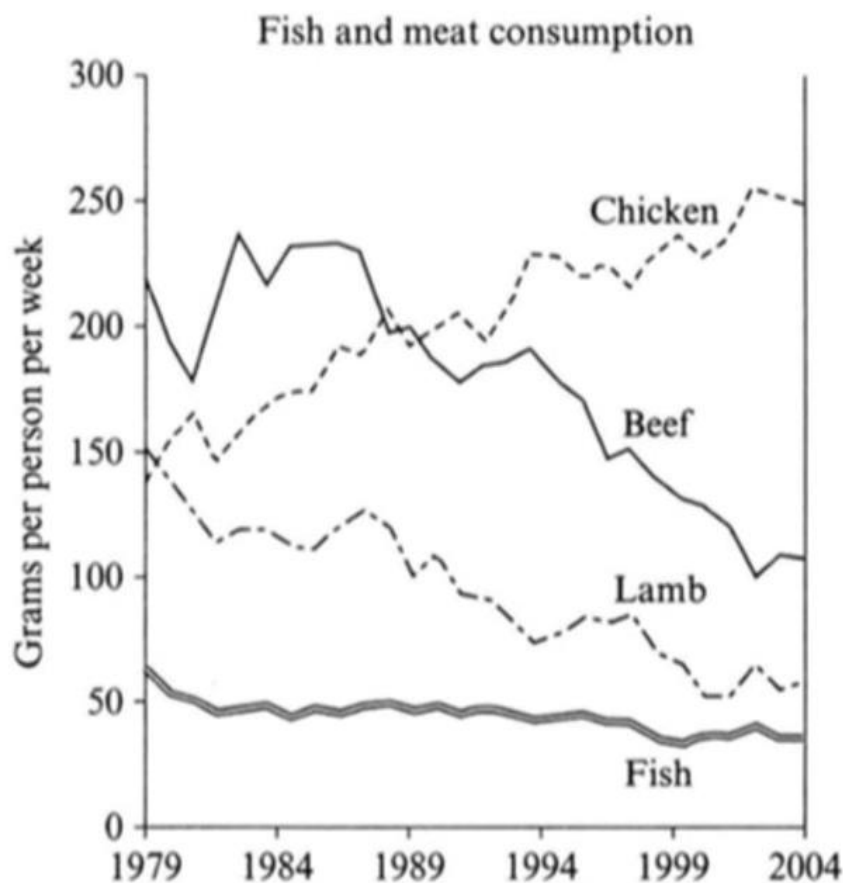 Fish and meat consumption
300
250
200
150
100
50
0
Grams per person per week
Chicken
Beef
Lamb
Fish
1979 1984 1989 1994 1999 2004